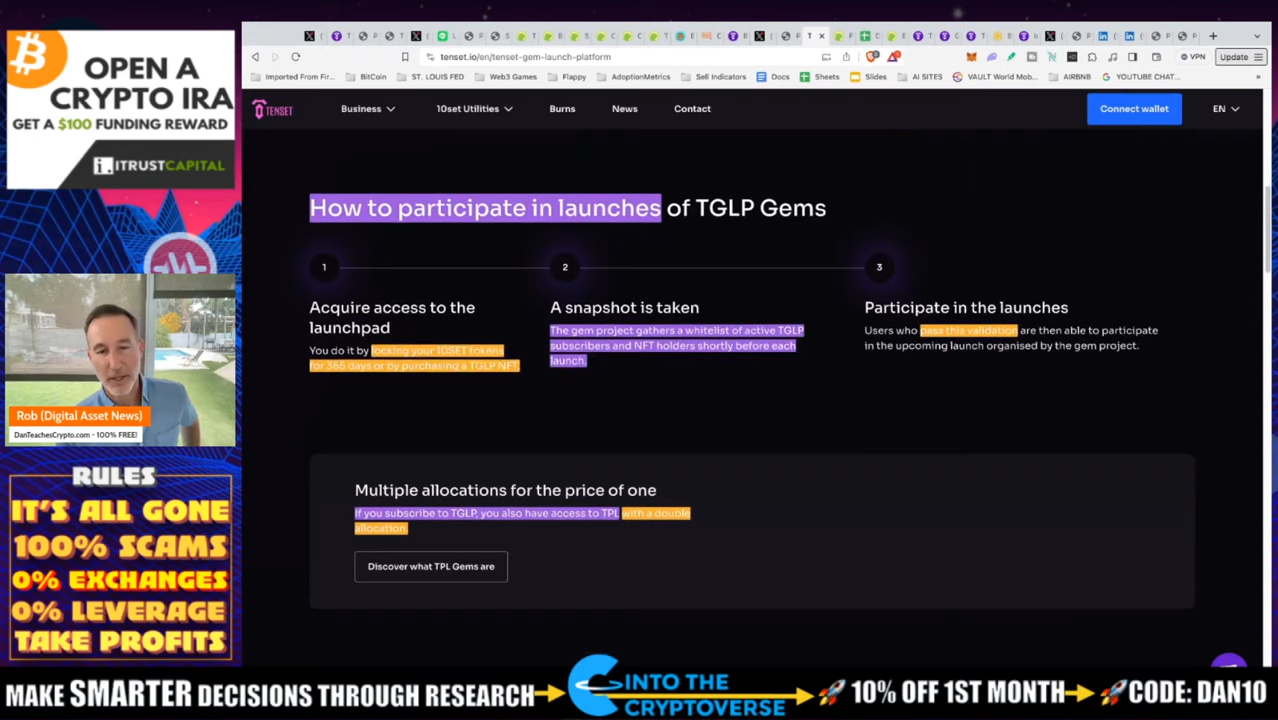 OPEN A
CRYPTO IRA
GET A $100 FUNDING REWARD
i. ITRUSTCAPITAL
Rob (Digital Asset News)
DanTeachesCrypto.com - 100% FREE!
RULES
IT'S ALL GONE
100% SCAMS
0% EXCHANGES
0% LEVERAGE
TAKE PROFITS
tenset.io/en/tenset-gem-launch-platform
VPN
Update
Imported From Fir...
BitCoin
ST. LOUIS FED
Web3 Games
Flappy
AdoptionMetrics
Sell Indicators
Docs
Sheets
Slides
AI SITES
VAULT World Mob...
AIRBNB
YOUTUBE CHAT...
TENSET
Business
10set Utilities
Burns
News
Contact
Connect wallet
EN
How to participate in launches of TGLP Gems
1
2
3
Acquire access to the
launchpad
You do it by locking your 10SET tokens
for 365 days or by purchasing a TGLP NFT.
A snapshot is taken
The gem project gathers a whitelist of active TGLP
subscribers and NFT holders shortly before each
launch.
Participate in the launches
Users who pass this validation are then able to participate
in the upcoming launch organised by the gem project.
Multiple allocations for the price of one
If you subscribe to TGLP, you also have access to TPL with a double
allocation.
Discover what TPL Gems are
MAKE SMARTER DECISIONS THROUGH RESEARCH
INTO THE
CRYPTOVERSE
10% OFF 1ST MONTH
CODE: DAN10